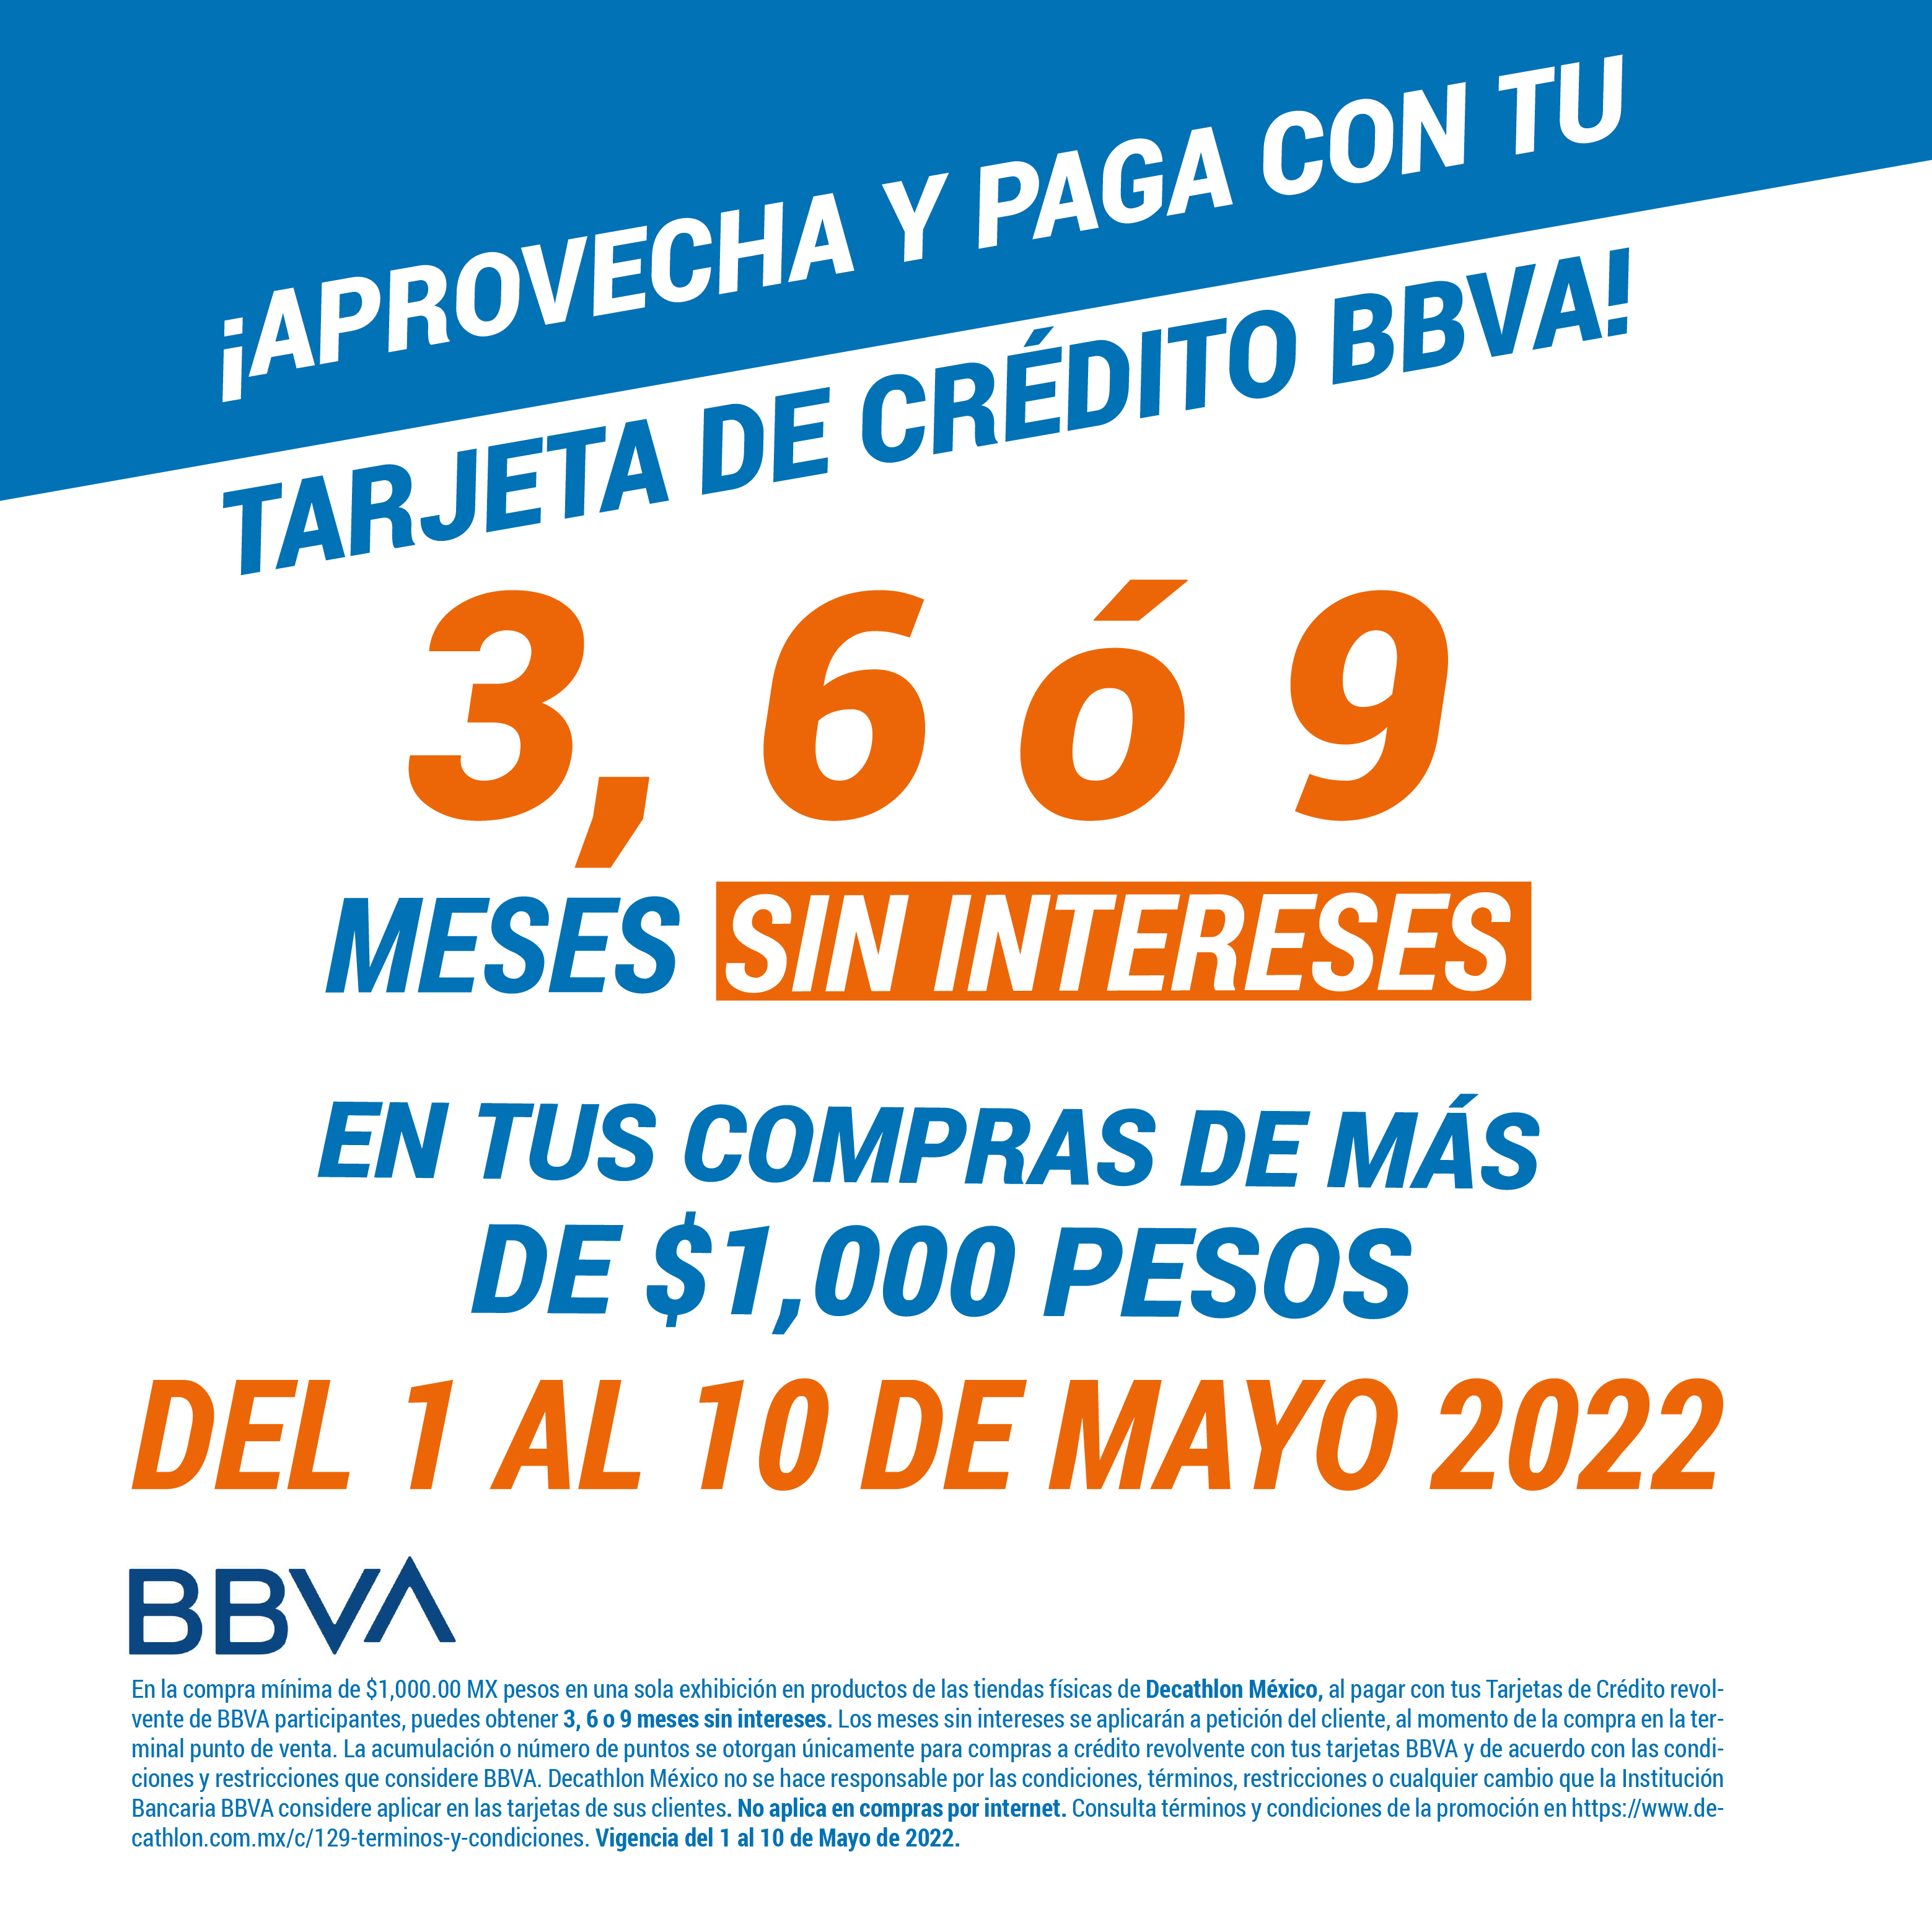 ¡APROVECHA Y PAGA CON TU
TARJETA DE CRÉDITO BBVA!
3, 6 ó 9
MESES SIN INTERESES
EN TUS COMPRAS DE MÁS
DE $1,000 PESOS
DEL 1 AL 10 DE MAYO 2022
BBVA
En la compra mínima de $1,000.00 MX pesos en una sola exhibición en productos de las tiendas físicas de Decathlon México, al pagar con tus Tarjetas de Crédito revol-
vente de BBVA participantes, puedes obtener 3, 6 o 9 meses sin intereses. Los meses sin intereses se aplicarán a petición del cliente, al momento de la compra en la ter-
minal punto de venta. La acumulación o número de puntos se otorgan únicamente para compras a crédito revolvente con tus tarjetas BBVA y de acuerdo con las condi-
ciones y restricciones que considere BBVA. Decathlon México no se hace responsable por las condiciones, términos, restricciones o cualquier cambio que la Institución
Bancaria BBVA considere aplicar en las tarjetas de sus clientes. No aplica en compras por internet. Consulta términos y condiciones de la promoción en https://www.de-
cathlon.com.mx/c/129-terminos-y-condiciones. Vigencia del 1 al 10 de Mayo de 2022.